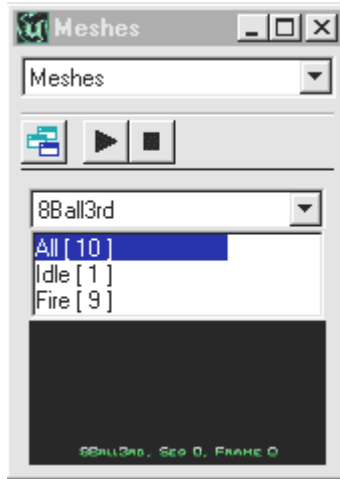 Meshes
Meshes
8Ball3rd
All [ 10 ]
Idle [ 1 ]
Fire [ 9 ]
8Ball3rd, Seq 0, Frame 0